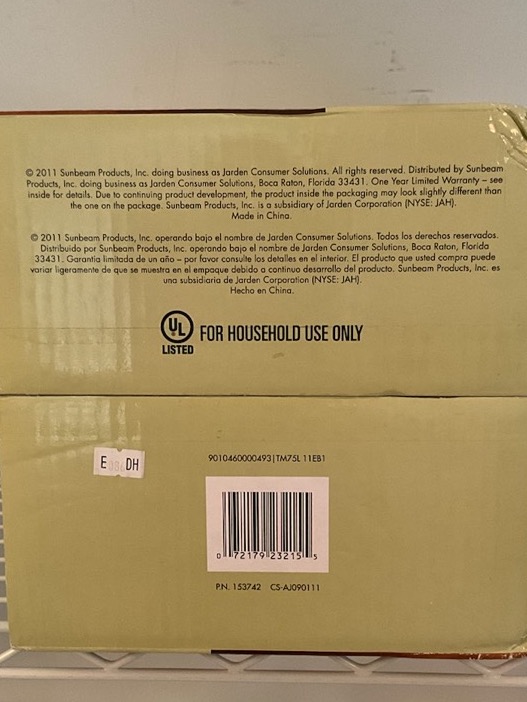 © 2011 Sunbeam Products, Inc. doing business as Jarden Consumer Solutions. All rights reserved. Distributed by Sunbeam
Products, Inc. doing business as Jarden Consumer Solutions, Boca Raton, Florida 33431. One Year Limited Warranty – see
inside for details. Due to continuing product development, the product inside the packaging may look slightly different than
the one on the package. Sunbeam Products, Inc. is a subsidiary of Jarden Corporation (NYSE: JAH).
Made in China.
© 2011 Sunbeam Products, Inc. operando bajo el nombre de Jarden Consumer Solutions. Todos los derechos reservados.
Distribuido por Sunbeam Products, Inc. operando bajo el nombre de Jarden Consumer Solutions, Boca Raton, Florida
33431. Garantía limitada de un año – por favor consulte los detalles en el interior. El producto que usted compra puede
variar ligeramente de que se muestra en el empaque debido a continuo desarrollo del producto. Sunbeam Products, Inc. es
una subsidiaria de Jarden Corporation (NYSE: JAH).
Hecho en China.
UL
LISTED
FOR HOUSEHOLD USE ONLY
E DH
9010460000493|TM75L 11EB1
0 72179 23215 5
P.N. 153742 CS-AJ090111